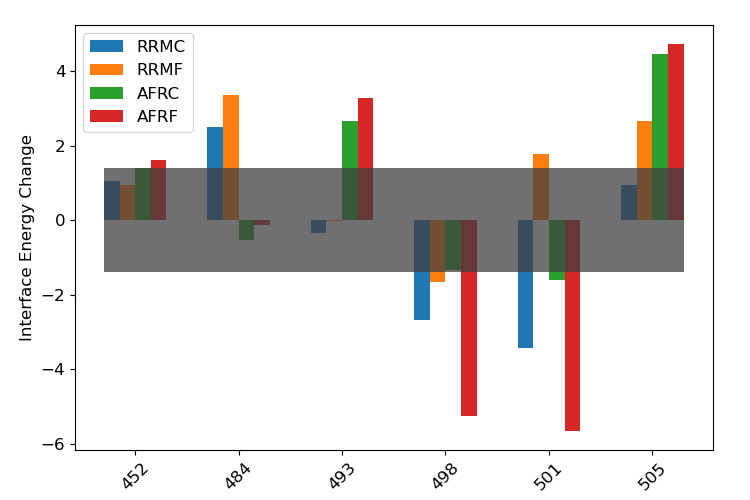 RRMC
RRMF
AFRC
AFRF
Interface Energy Change
4
2
0
−2
−4
−6
452 484 493 498 501 505